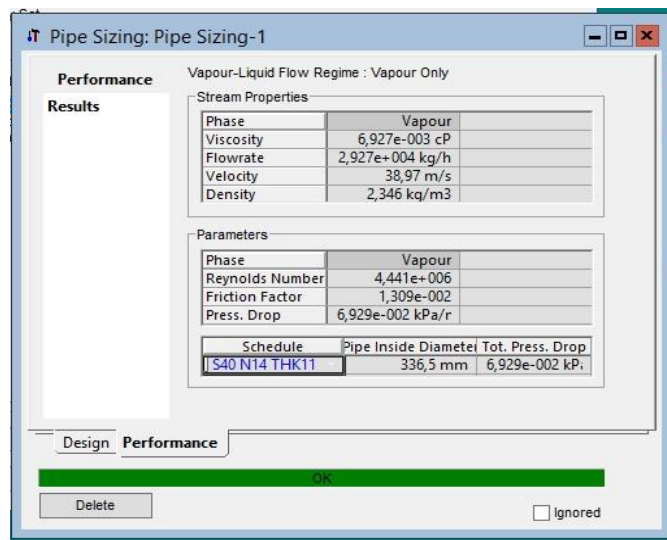 Pipe Sizing: Pipe Sizing-1
Performance
Results
Vapour-Liquid Flow Regime : Vapour Only
Stream Properties
Phase Vapour
Viscosity 6,927e-003 cP
Flowrate 2,927e+004 kg/h
Velocity 38,97 m/s
Density 2,346 kg/m3
Parameters
Phase Vapour
Reynolds Number 4,441e+006
Friction Factor 1,309e-002
Press. Drop 6,929e-002 kPa/r
Schedule Pipe Inside Diameter Tot. Press. Drop
S40 N14 THK11 336,5 mm 6,929e-002 kPa
Design Performance
OK
Delete
Ignored